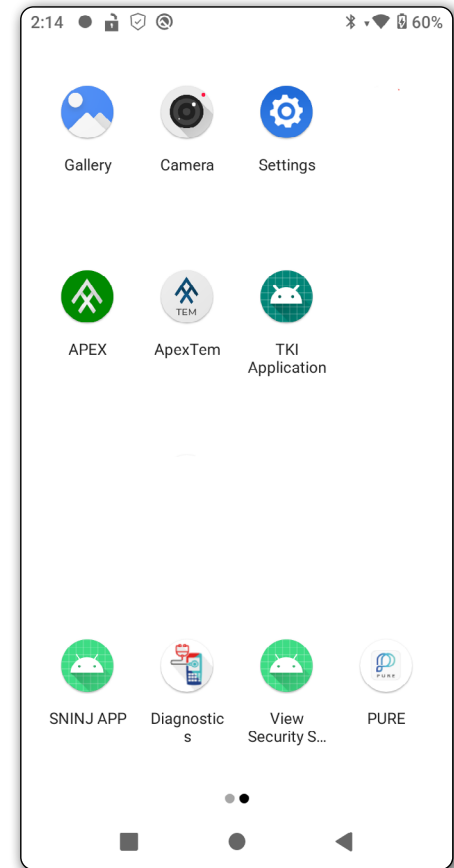 2:14
60%
Gallery
Camera
Settings
APEX
TEM
ApexTem
TKI
Application
SNINJ APP
Diagnostic
s
View
Security S...
PURE
PURE